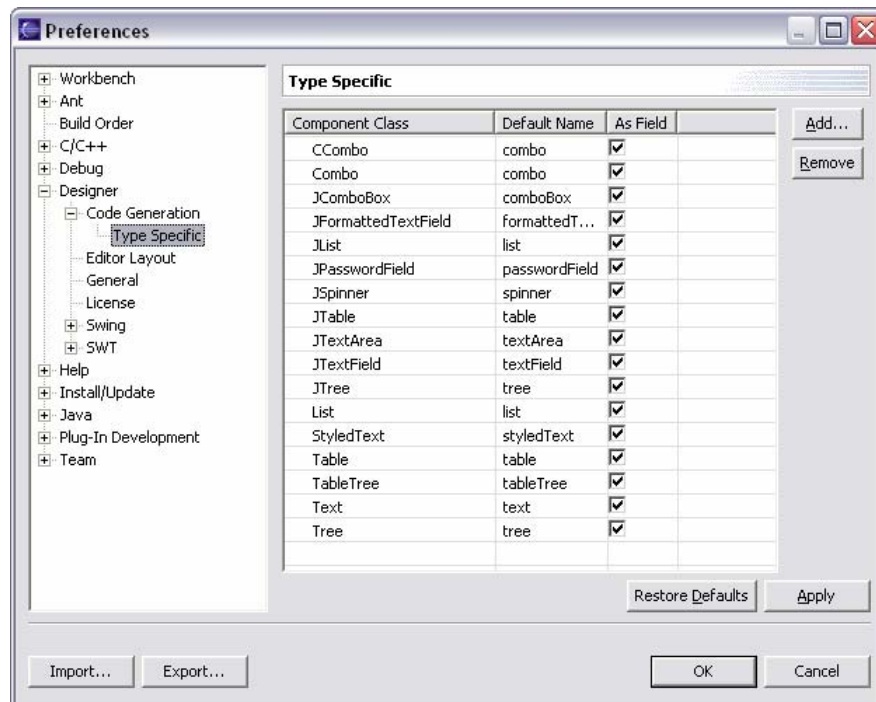 Preferences
Workbench
Ant
Build Order
C/C++
Debug
Designer
Code Generation
Type Specific
Editor Layout
General
License
Swing
SWT
Help
Install/Update
Java
Plug-In Development
Team
Type Specific
Component Class Default Name As Field
CCombo combo
Combo combo
JComboBox comboBox
JFormattedTextField formattedT...
JList list
JPasswordField passwordField
JSpinner spinner
JTable table
JTextArea textArea
JTextField textField
JTree tree
List list
StyledText styledText
Table table
TableTree tableTree
Text text
Tree tree
Add...
Remove
Restore Defaults Apply
Import... Export... OK Cancel